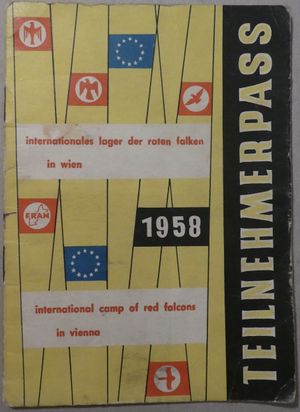 TEILNEHMERPASS
internationales lager der roten falken
in wien
FRAM
1958
international camp of red falcons
in vienna